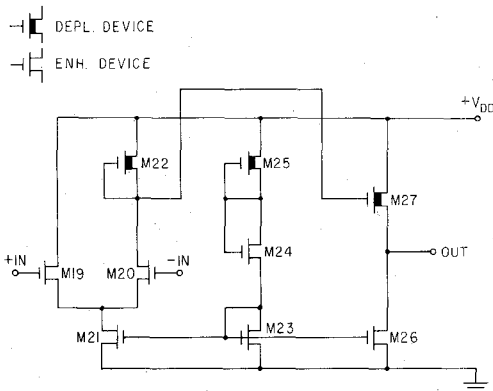 DEPL. DEVICE
ENH. DEVICE
+VDD
M22
M25
M27
M24
OUT
+IN
-IN
M19
M20
M21
M23
M26